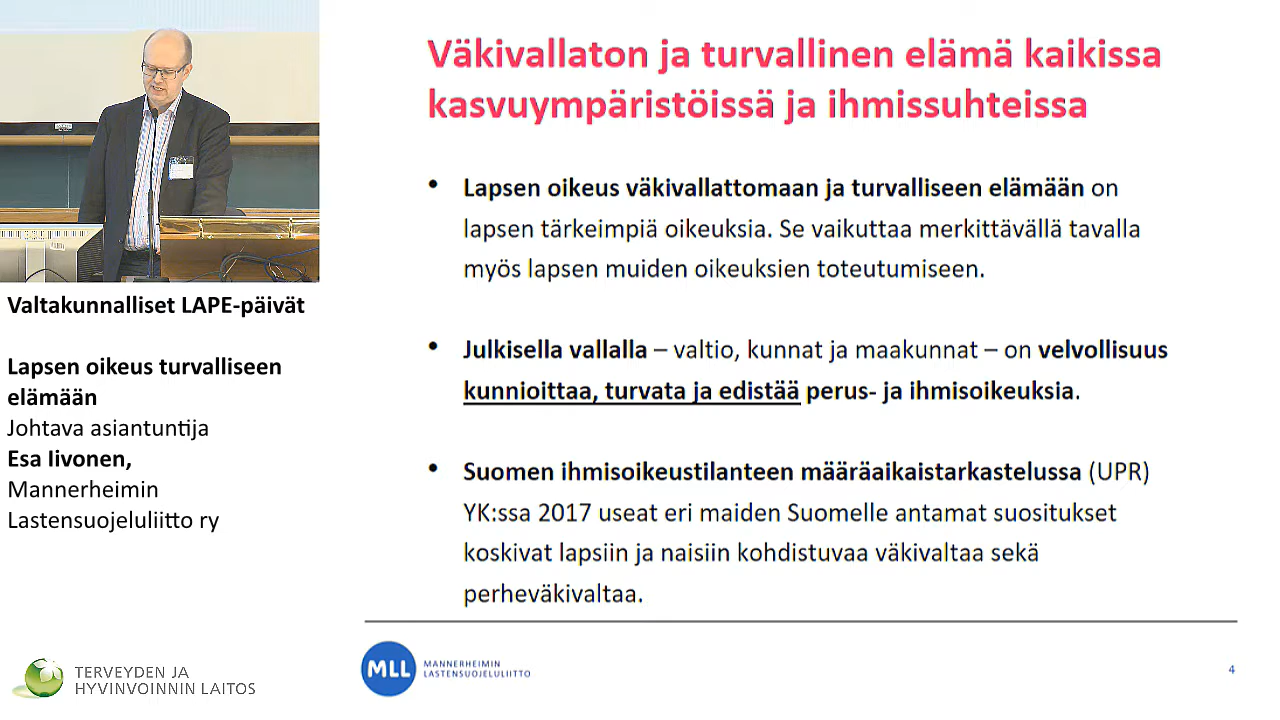 Väkivallaton ja turvallinen elämä kaikissa
kasvuympäristöissä ja ihmissuhteissa
• Lapsen oikeus väkivallattomaan ja turvalliseen elämään on
lapsen tärkeimpiä oikeuksia. Se vaikuttaa merkittävällä tavalla
myös lapsen muiden oikeuksien toteutumiseen.
• Julkisella vallalla – valtio, kunnat ja maakunnat – on velvollisuus
kunnioittaa, turvata ja edistää perus- ja ihmisoikeuksia.
• Suomen ihmisoikeustilanteen määräaikaistarkastelussa (UPR)
YK:ssa 2017 useat eri maiden Suomelle antamat suositukset
koskivat lapsiin ja naisiin kohdistuvaa väkivaltaa sekä
perheväkivaltaa.
Valtakunnalliset LAPE-päivät
Lapsen oikeus turvalliseen
elämään
Johtava asiantuntija
Esa Iivonen,
Mannerheimin
Lastensuojeluliitto ry
TERVEYDEN JA
HYVINVOINNIN LAITOS
MLL
MANNERHEIMIN
LASTENSUOJELULIITTO
4